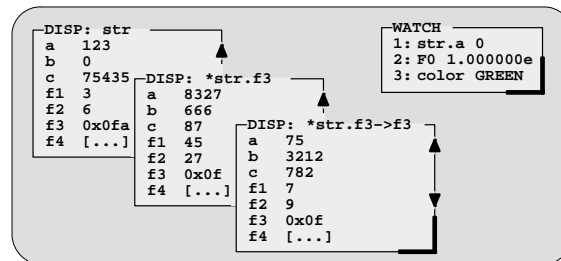 DISP: str
a 123
b 0
c 75435
f1 3
f2 6
f3 0x0fa
f4 [...]
DISP: *str.f3
a 8327
b 666
c 87
f1 45
f2 27
f3 0x0f
f4 [...]
DISP: *str.f3->f3
a 75
b 3212
c 782
f1 7
f2 9
f3 0x0f
f4 [...]
WATCH
1: str.a 0
2: F0 1.000000e
3: color GREEN